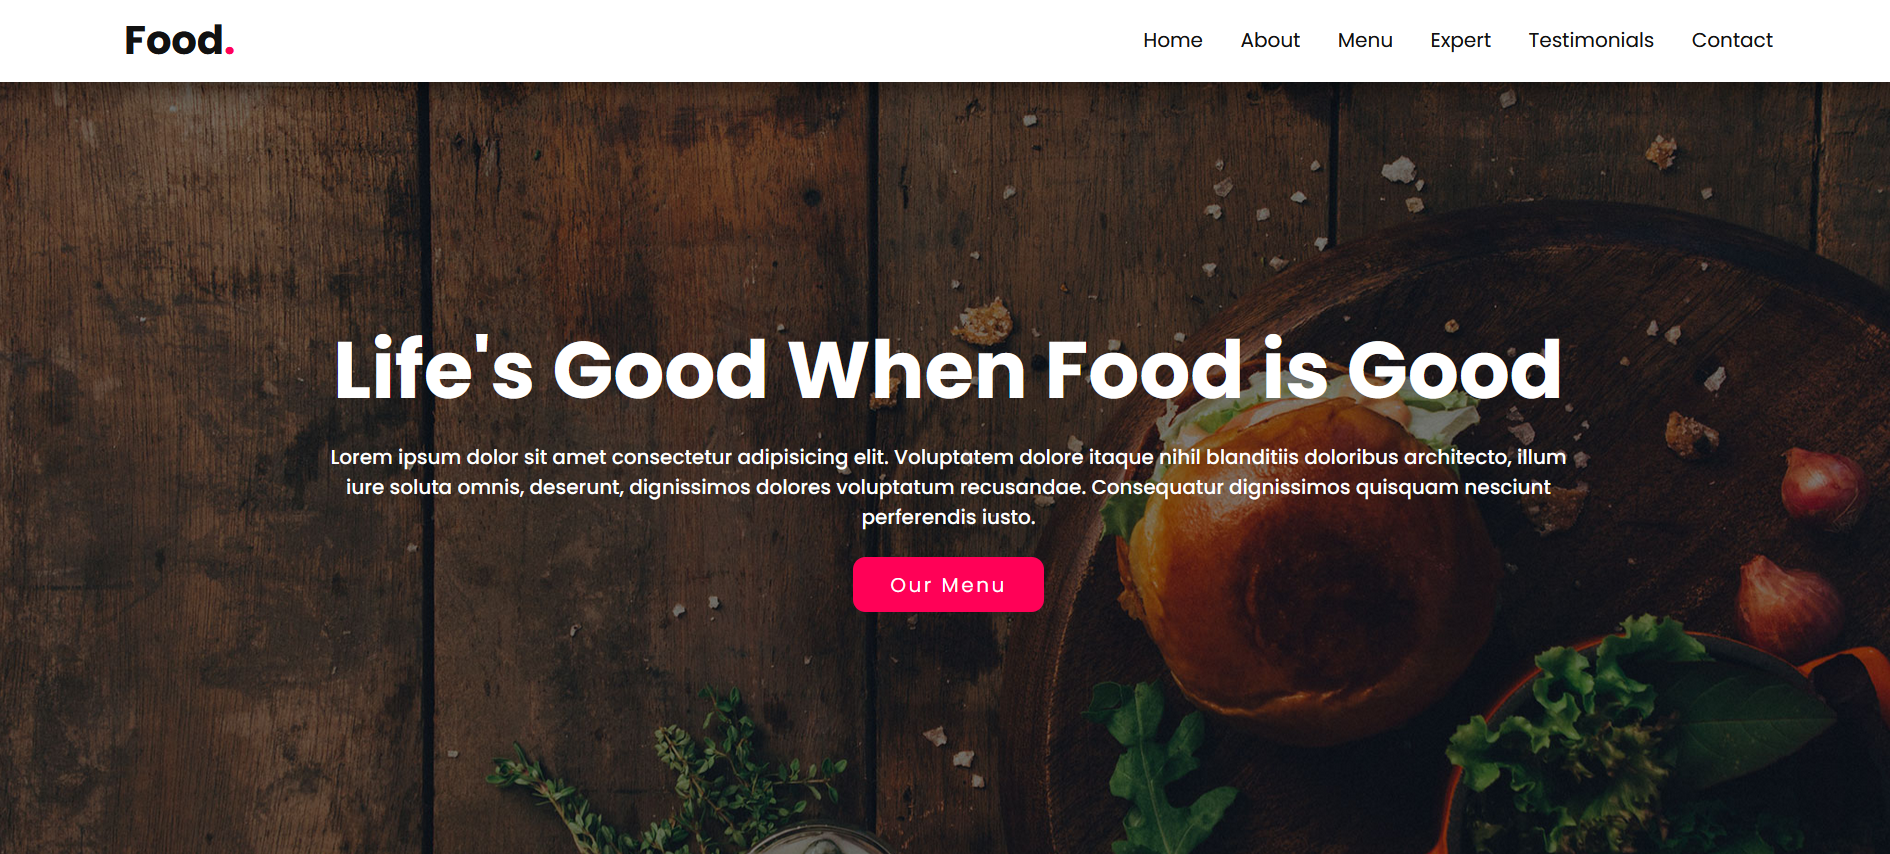 Food.
Home About Menu Expert Testimonials Contact
Life's Good When Food is Good
Lorem ipsum dolor sit amet consectetur adipisicing elit. Voluptatem dolore itaque nihil blanditiis doloribus architecto, illum
iure soluta omnis, deserunt, dignissimos dolores voluptatum recusandae. Consequatur dignissimos quisquam nesciunt
perferendis iusto.
Our Menu